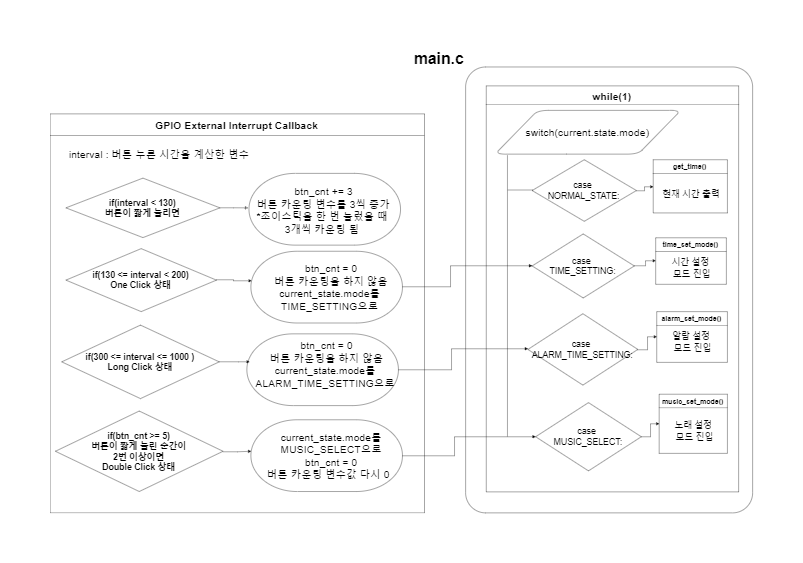 main.c
GPIO External Interrupt Callback
interval : 버튼 누른 시간을 계산한 변수
if(interval < 130)
버튼이 짧게 눌리면
btn_cnt += 3
버튼 카운팅 변수를 3씩 증가
*조이스틱을 한 번 눌렀을 때
3개씩 카운팅 됨
if(130 <= interval < 200)
One Click 상태
btn_cnt = 0
버튼 카운팅을 하지 않음
current_state.mode를
TIME_SETTING으로
if(300 <= interval <= 1000 )
Long Click 상태
btn_cnt = 0
버튼 카운팅을 하지 않음
current_state.mode를
ALARM_TIME_SETTING으로
if(btn_cnt >= 5)
버튼이 짧게 눌린 순간이
2번 이상이면
Double Click 상태
current_state.mode를
MUSIC_SELECT으로
btn_cnt = 0
버튼 카운팅 변수값 다시 0
while(1)
switch(current.state.mode)
case
NORMAL_STATE:
get_time()
현재 시간 출력
case
TIME_SETTING:
time_set_mode()
시간 설정
모드 진입
case
ALARM_TIME_SETTING:
alarm_set_mode()
알람 설정
모드 진입
case
MUSIC_SELECT:
music_set_mode()
노래 설정
모드 진입